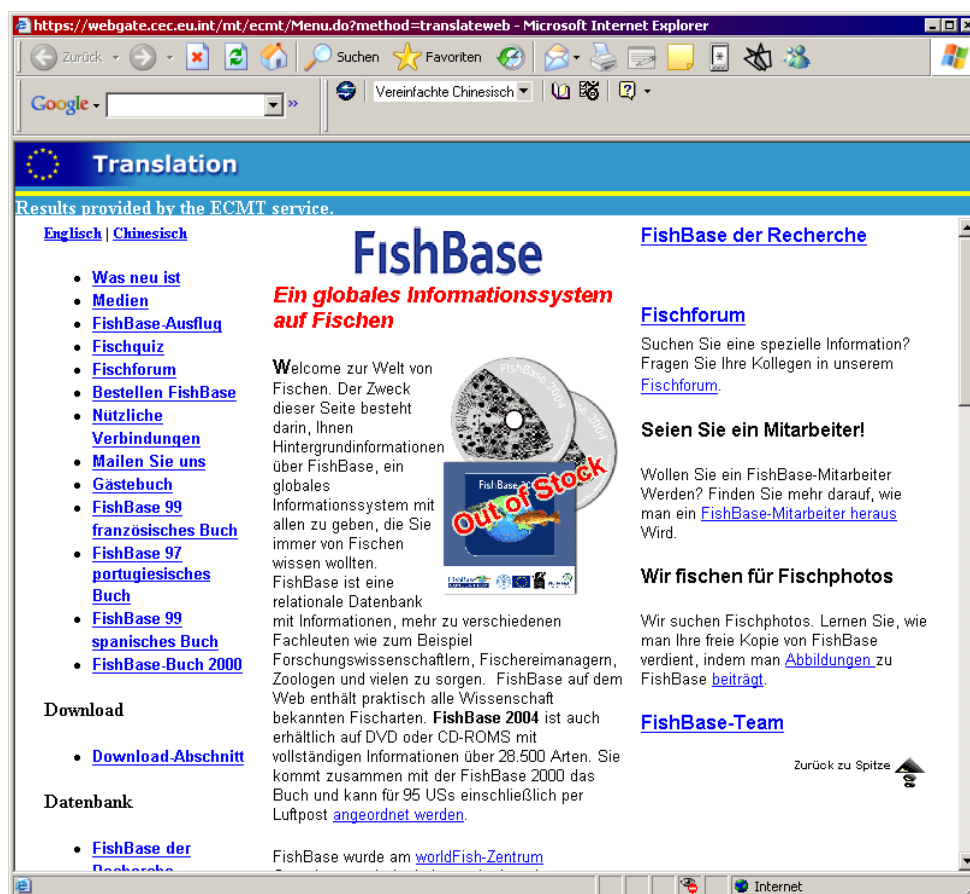 https://webgate.cec.eu.int/mt/ecmt/Menu.do?method=translateweb - Microsoft Internet Explorer
Zurück Suchen Favoriten
Google Vereinfachte Chinesisch
Translation
Results provided by the ECMT service.
Englisch | Chinesisch
Was neu ist
Medien
FishBase-Ausflug
Fischquiz
Fischforum
Bestellen FishBase
Nützliche
Verbindungen
Mailen Sie uns
Gästebuch
FishBase 99
französisches Buch
FishBase 97
portugiesisches
Buch
FishBase 99
spanisches Buch
FishBase-Buch 2000
Download
Download-Abschnitt
Datenbank
FishBase der
Recherche
FishBase
Ein globales Informationssystem
auf Fischen
Welcome zur Welt von
Fischen. Der Zweck
dieser Seite besteht
darin, Ihnen
Hintergrundinformationen
über FishBase, ein
globales
Informationssystem mit
allen zu geben, die Sie
immer von Fischen
wissen wollten.
FishBase ist eine
relationale Datenbank
mit Informationen, mehr zu verschiedenen
Fachleuten wie zum Beispiel
Forschungswissenschaftlern, Fischereimanagern,
Zoologen und vielen zu sorgen. FishBase auf dem
Web enthält praktisch alle Wissenschaft
bekannten Fischarten. FishBase 2004 ist auch
erhältlich auf DVD oder CD-ROMS mit
vollständigen Informationen über 28.500 Arten. Sie
kommt zusammen mit der FishBase 2000 das
Buch und kann für 95 USs einschließlich per
Luftpost angeordnet werden.
FishBase wurde am worldFish-Zentrum
FishBase 2004
2004
FishBase
Out of Stock
FishBase der Recherche
Fischforum
Suchen Sie eine spezielle Information?
Fragen Sie Ihre Kollegen in unserem
Fischforum.
Seien Sie ein Mitarbeiter!
Wollen Sie ein FishBase-Mitarbeiter
Werden? Finden Sie mehr darauf, wie
man ein FishBase-Mitarbeiter heraus
Wird.
Wir fischen für Fischphotos
Wir suchen Fischphotos. Lernen Sie, wie
man Ihre freie Kopie von FishBase
verdient, indem man Abbildungen zu
FishBase beiträgt.
FishBase-Team
Zurück zu Spitze
Internet